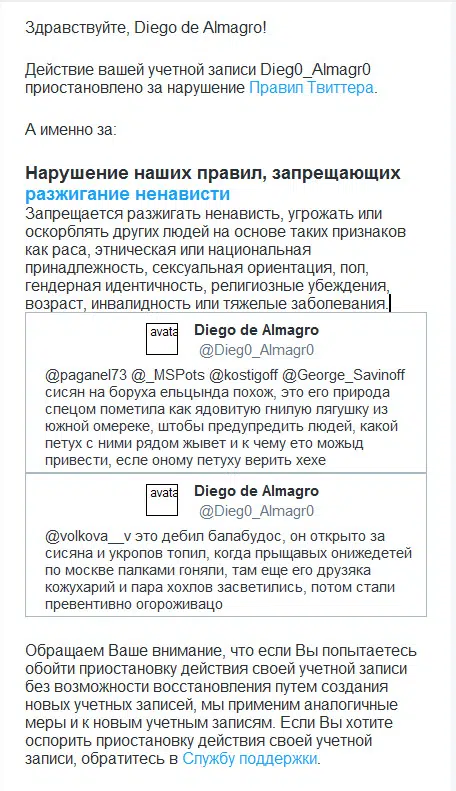 Здравствуйте, Diego de Almagro!
Действие вашей учетной записи Dieg0_Almagr0
приостановлено за нарушение Правил Твиттера.
А именно за:
Нарушение наших правил, запрещающих
разжигание ненависти
Запрещается разжигать ненависть, угрожать или
оскорблять других людей на основе таких признаков
как раса, этническая или национальная
принадлежность, сексуальная ориентация, пол,
гендерная идентичность, религиозные убеждения,
возраст, инвалидность или тяжелые заболевания.
avata
Diego de Almagro
@Dieg0_Almagr0
@paganel73 @_MSPots @kostigoff @George_Savinoff
сисян на боруха ельцында похож, это его природа
спецом пометила как ядовитую гнилую лягушку из
южной омереке, штобы предупредить людей, какой
петух с ними рядом жывет и к чему ето можыд
привести, есле оному петуху верить хехе
avata
Diego de Almagro
@Dieg0_Almagr0
@volkova__v это дебил балабудос, он открыто за
сисяна и укропов топил, когда прыщавых онижедетей
по москве палками гоняли, там еще его друзяка
кожухарий и пара хохлов засветились, потом стали
превентивно огороживацо
Обращаем Ваше внимание, что если Вы попытаетесь
обойти приостановку действия своей учетной записи
без возможности восстановления путем создания
новых учетных записей, мы применим аналогичные
меры и к новым учетным записям. Если Вы хотите
оспорить приостановку действия своей учетной
записи, обратитесь в Службу поддержки.